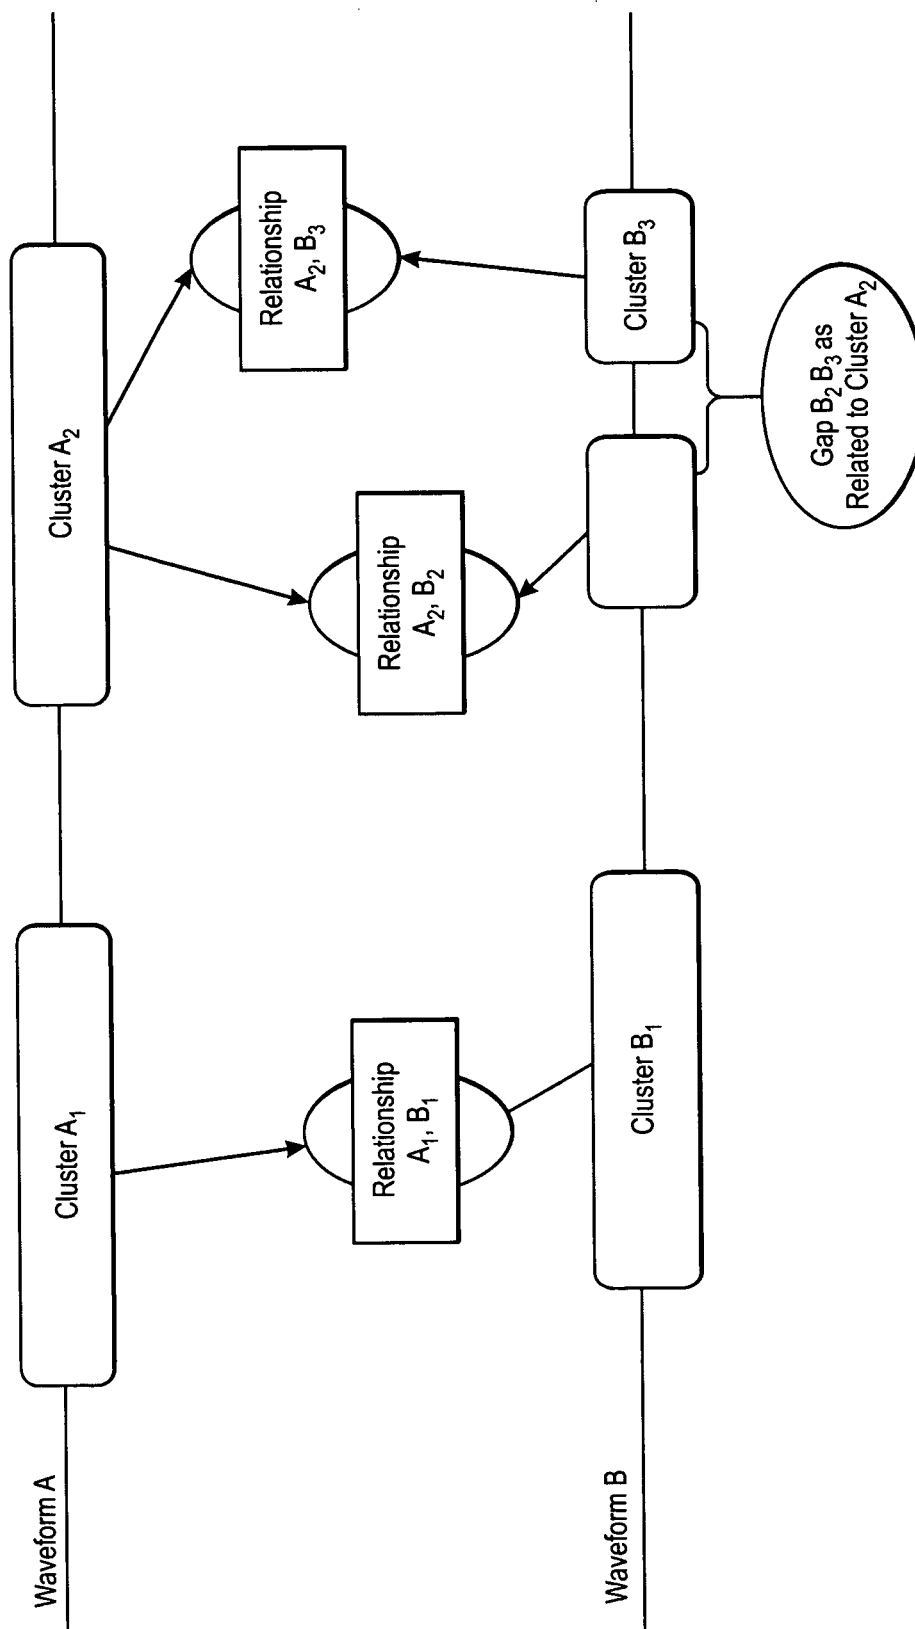 Waveform A
Cluster A₁
Cluster A₂
Relationship
A₁, B₁
Relationship
A₂, B₂
Relationship
A₂, B₃
Waveform B
Cluster B₁
Cluster B₃
Gap B₂ B₃ as
Related to Cluster A₂